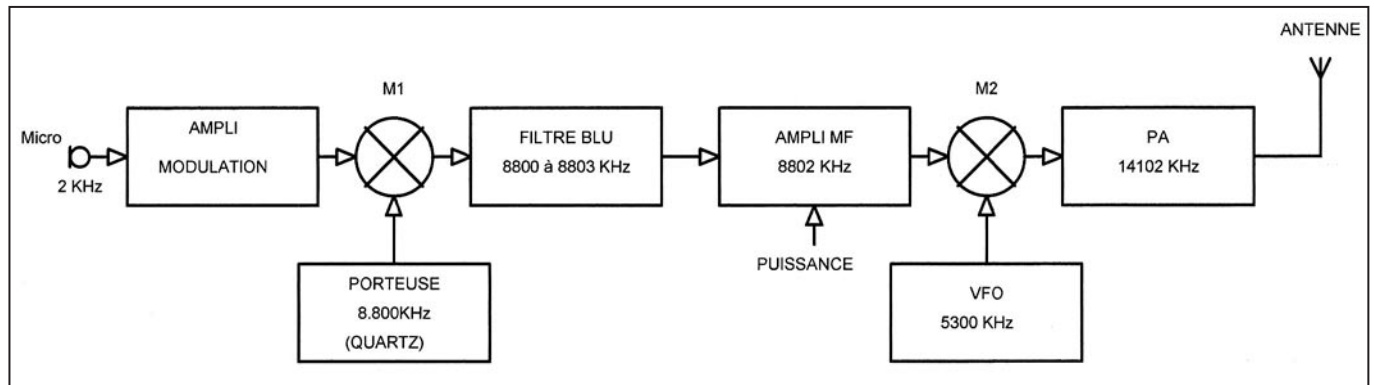 ANTENNE
M1
M2
Micro
2 KHz
AMPLI
MODULATION
FILTRE BLU
8800 à 8803 KHz
AMPLI MF
8802 KHz
PA
14102 KHz
PUISSANCE
PORTEUSE
8.800KHz
(QUARTZ)
VFO
5300 KHz